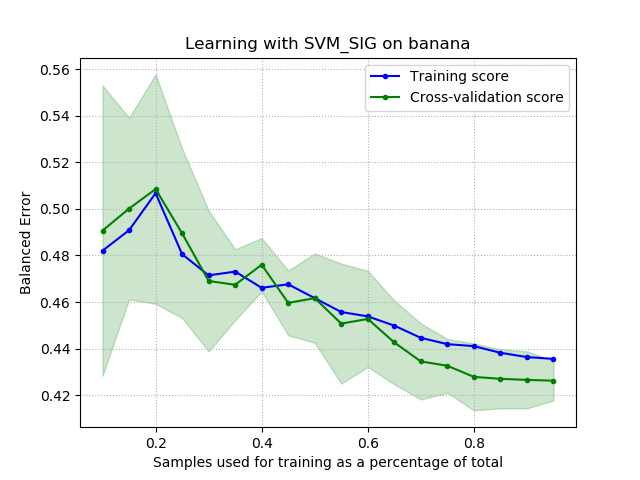 Learning with SVM_SIG on banana
Training score
Cross-validation score
Balanced Error
0.56
0.54
0.52
0.50
0.48
0.46
0.44
0.42
0.2 0.4 0.6 0.8
Samples used for training as a percentage of total